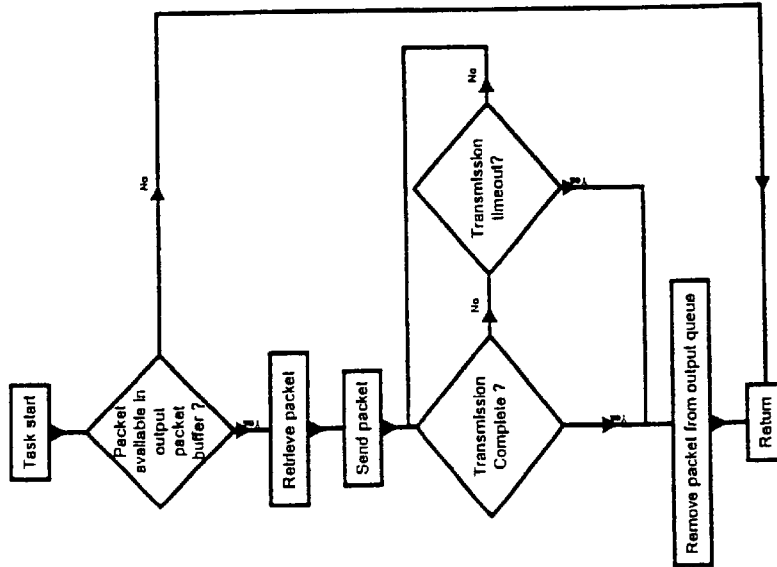 Task start
Packet
available in
output
packet
buffer ?
No
Retrieve packet
Send packet
Transmission
Complete ?
No
Transmission
timeout?
No
Remove packet from output queue
Return